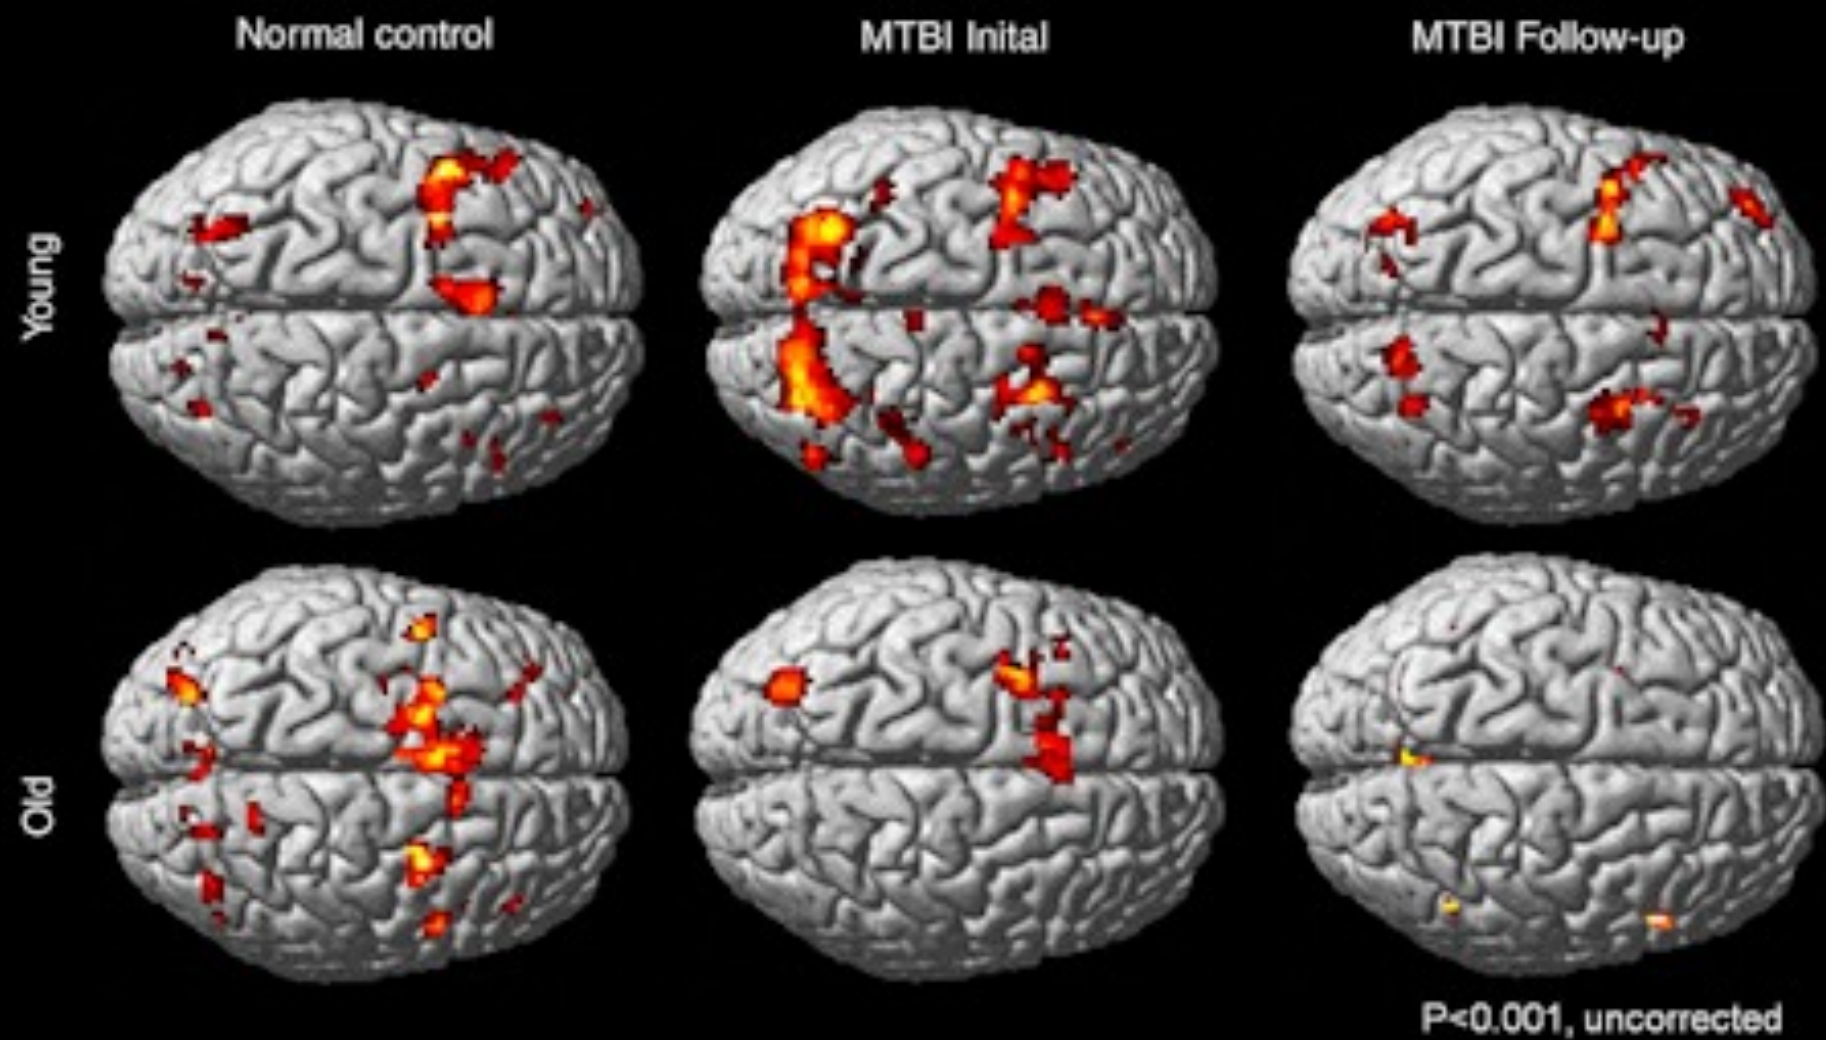 Normal control
MTBI Inital
MTBI Follow-up
Young
Old
P<0.001, uncorrected